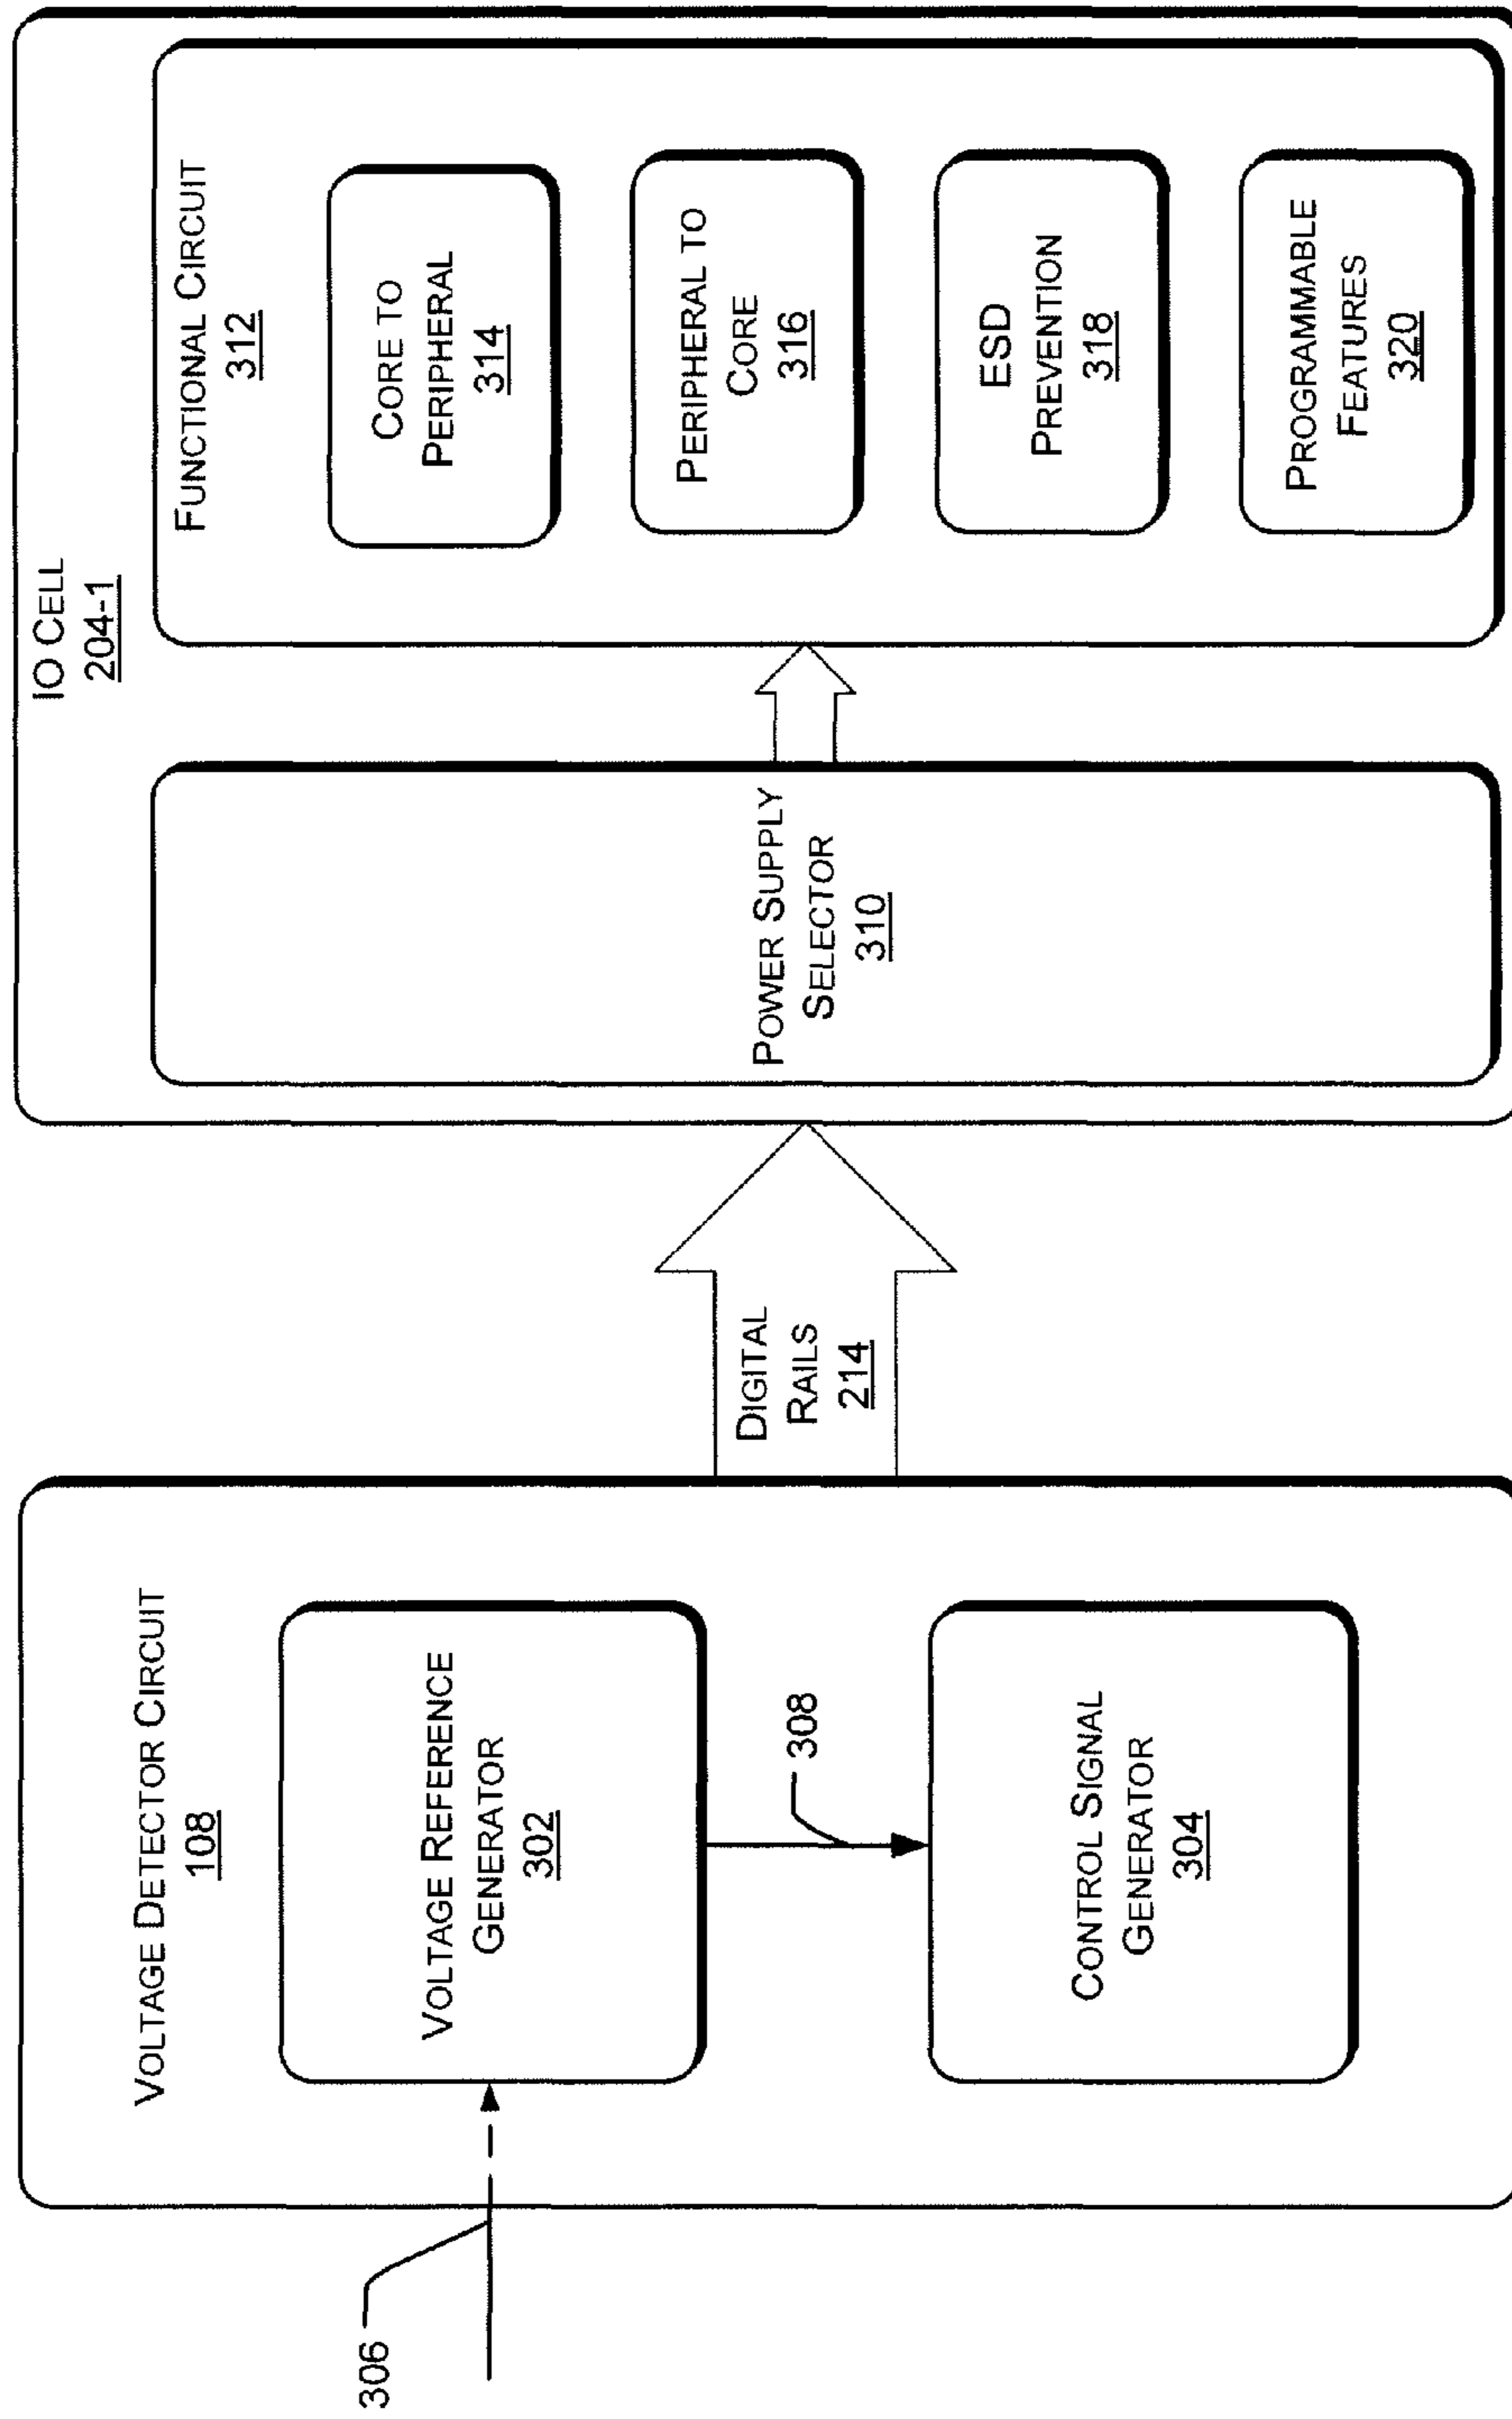 VOLTAGE DETECTOR CIRCUIT
108
VOLTAGE REFERENCE
GENERATOR
302
306
308
CONTROL SIGNAL
GENERATOR
304
DIGITAL
RAILS
214
IO CELL
204-1
POWER SUPPLY
SELECTOR
310
FUNCTIONAL CIRCUIT
312
CORE TO
PERIPHERAL
314
PERIPHERAL TO
CORE
316
ESD
PREVENTION
318
PROGRAMMABLE
FEATURES
320